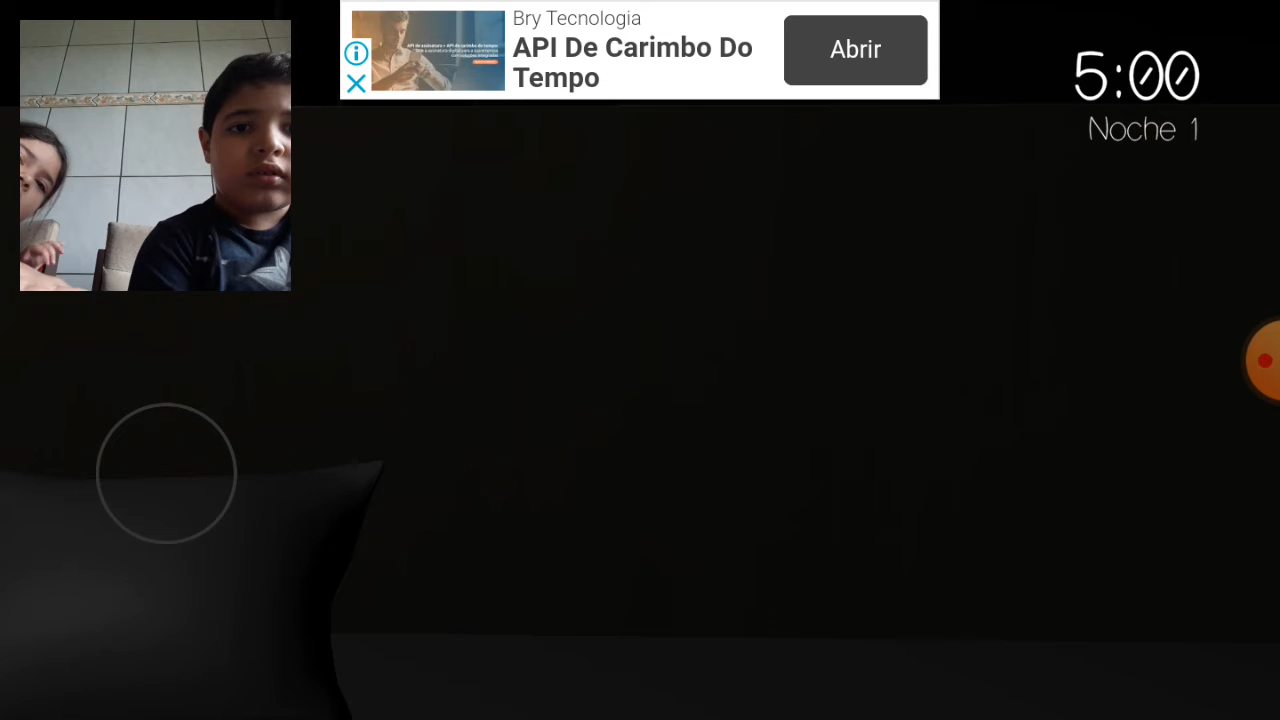 Bry Tecnologia
API De Carimbo Do
Tempo
Abrir
5:00
Noche 1